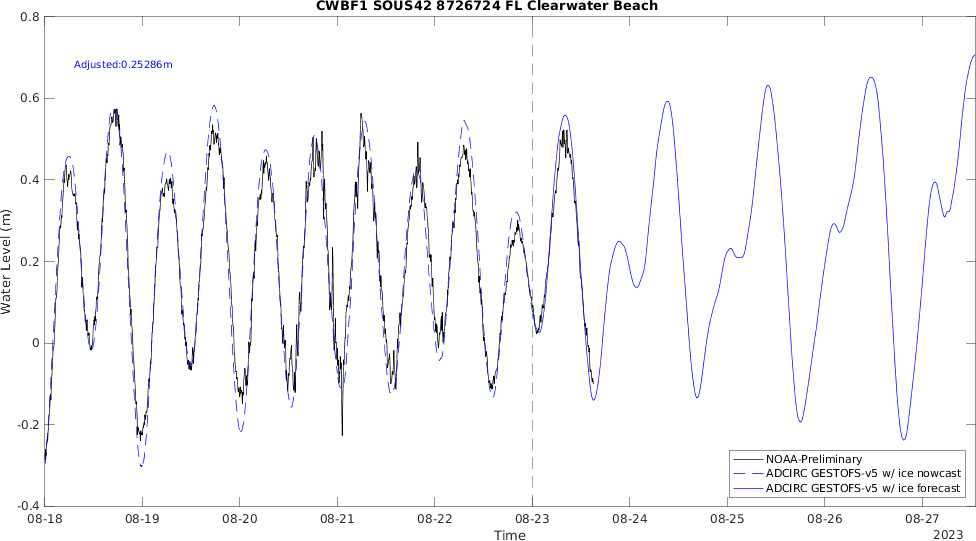 CWBF1 SOUS42 8726724 FL Clearwater Beach
0.8
Adjusted:0.25286m
0.6
0.4
Water Level (m)
0.2
0
-0.2
-0.4
NOAA-Preliminary
ADCIRC GESTOFS-v5 w/ ice nowcast
ADCIRC GESTOFS-v5 w/ ice forecast
08-18 08-19 08-20 08-21 08-22 08-23 08-24 08-25 08-26 08-27
Time
2023